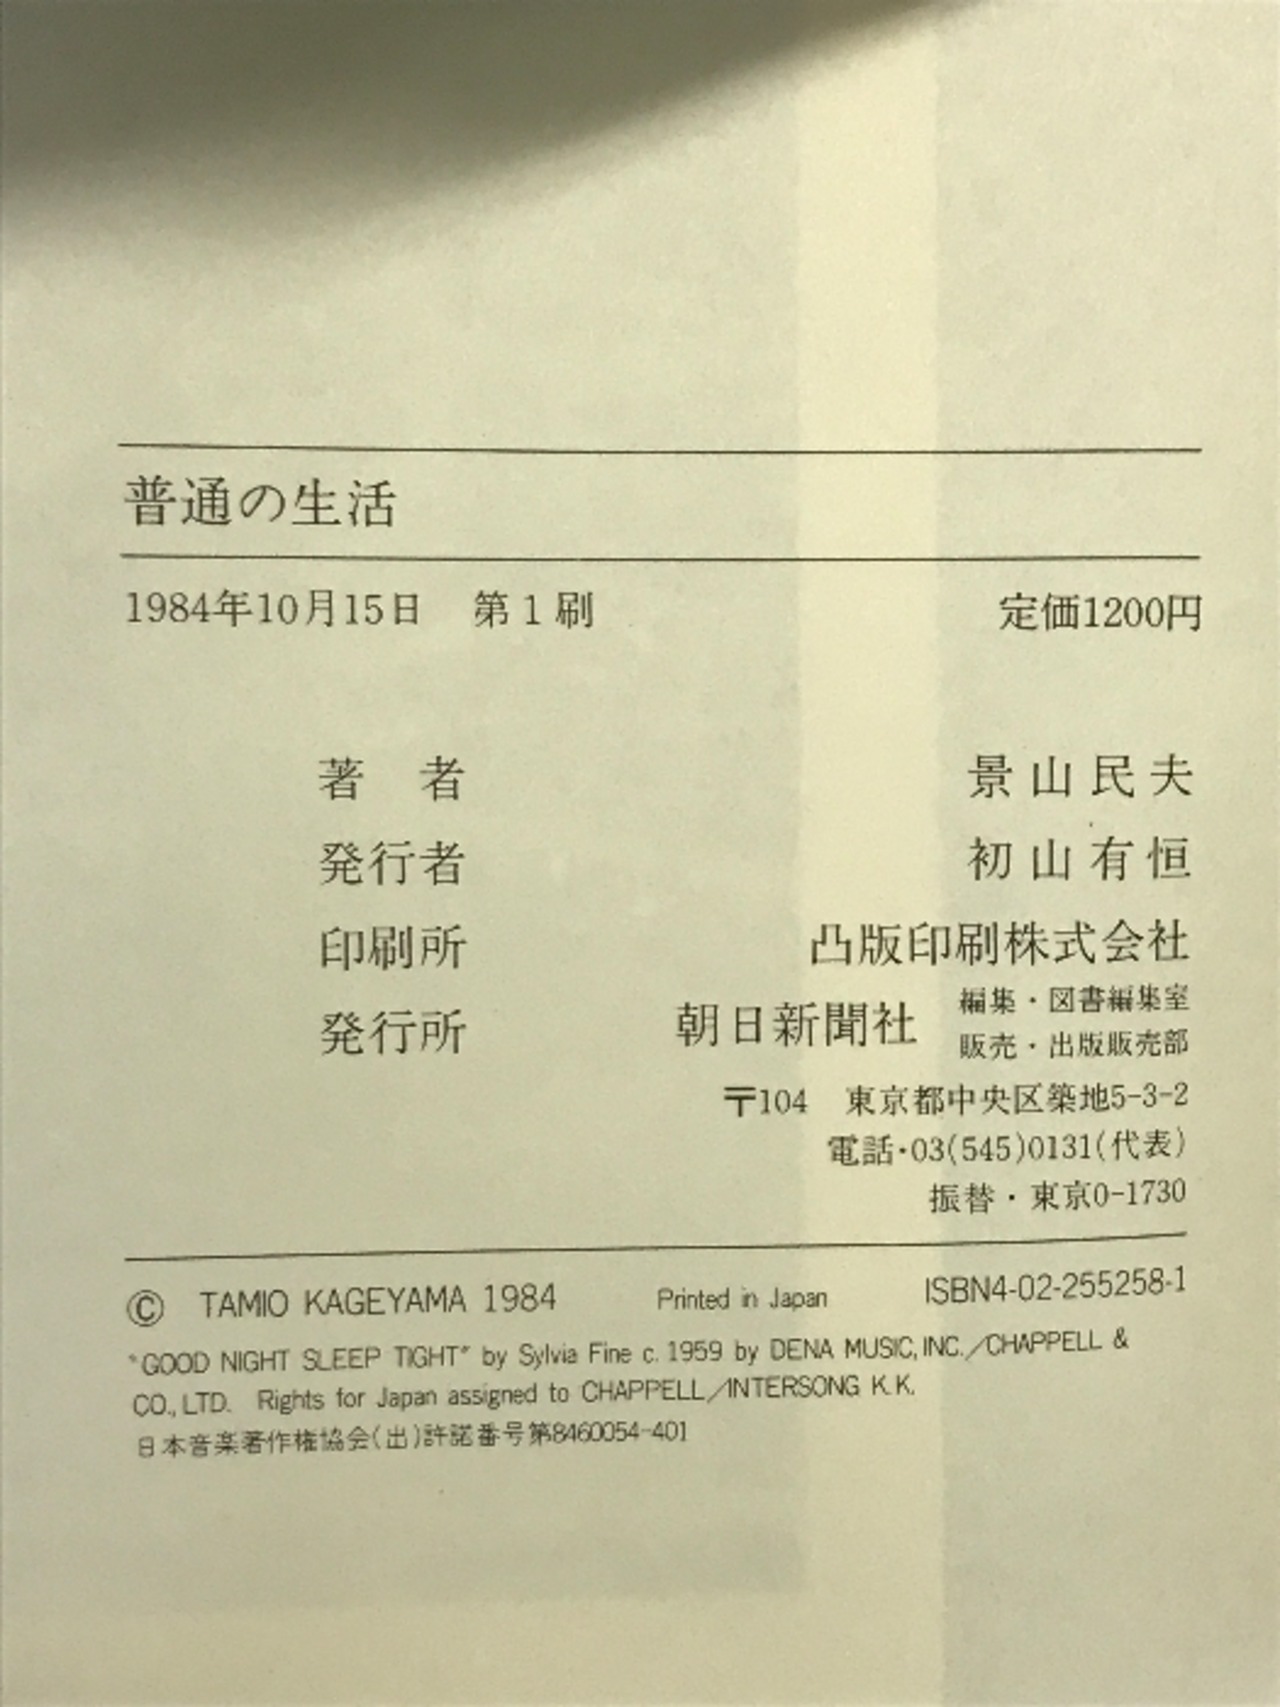 普通の生活
1984年10月15日　第1刷　定価1200円
著　者　景山民夫
発行者　初山有恒
印刷所　凸版印刷株式会社
発行所　朝日新聞社　編集・図書編集室
販売・出版販売部
〒104　東京都中央区築地5-3-2
電話・03(545)0131(代表)
振替・東京0-1730
© TAMIO KAGEYAMA 1984　Printed in Japan　ISBN4-02-255258-1
"GOOD NIGHT SLEEP TIGHT" by Sylvia Fine c. 1959 by DENA MUSIC, INC./CHAPPELL &
CO., LTD. Rights for Japan assigned to CHAPPELL/INTERSONG K.K.
日本音楽著作権協会(出)許諾番号第8460054-401